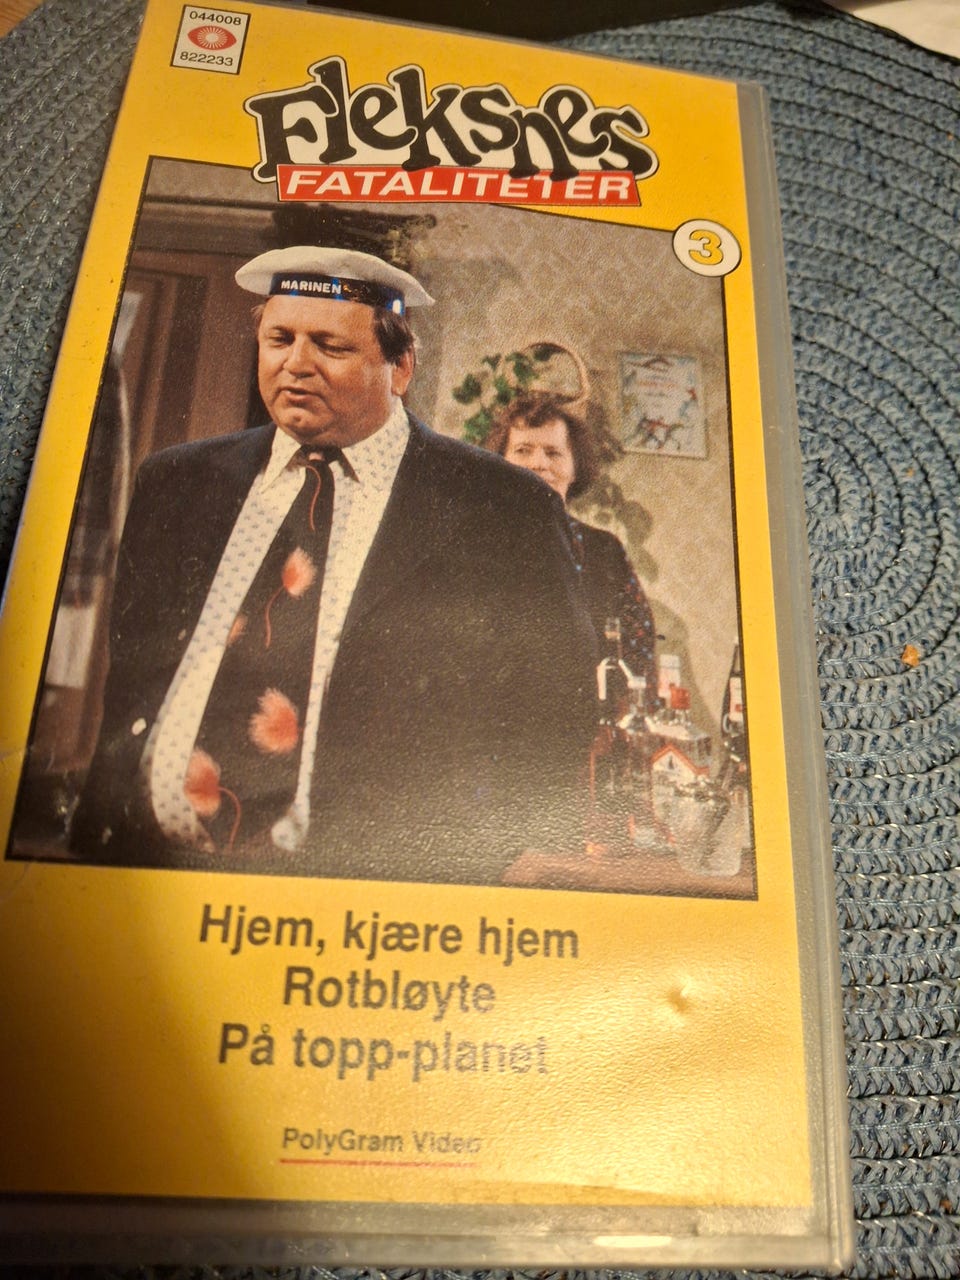 044008
822233
Fleksnes
FATALITETER
3
MARINEN
Hjem, kjære hjem
Rotbløyte
På topp-planet
PolyGram Video